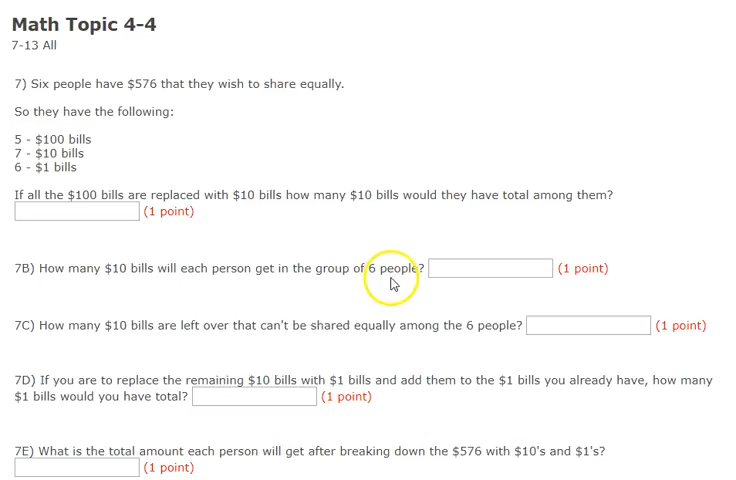 Math Topic 4-4
7-13 All
7) Six people have $576 that they wish to share equally.
So they have the following:
5 - $100 bills
7 - $10 bills
6 - $1 bills
If all the $100 bills are replaced with $10 bills how many $10 bills would they have total among them?
(1 point)
7B) How many $10 bills will each person get in the group of 6 people? (1 point)
7C) How many $10 bills are left over that can't be shared equally among the 6 people? (1 point)
7D) If you are to replace the remaining $10 bills with $1 bills and add them to the $1 bills you already have, how many
$1 bills would you have total? (1 point)
7E) What is the total amount each person will get after breaking down the $576 with $10's and $1's?
(1 point)